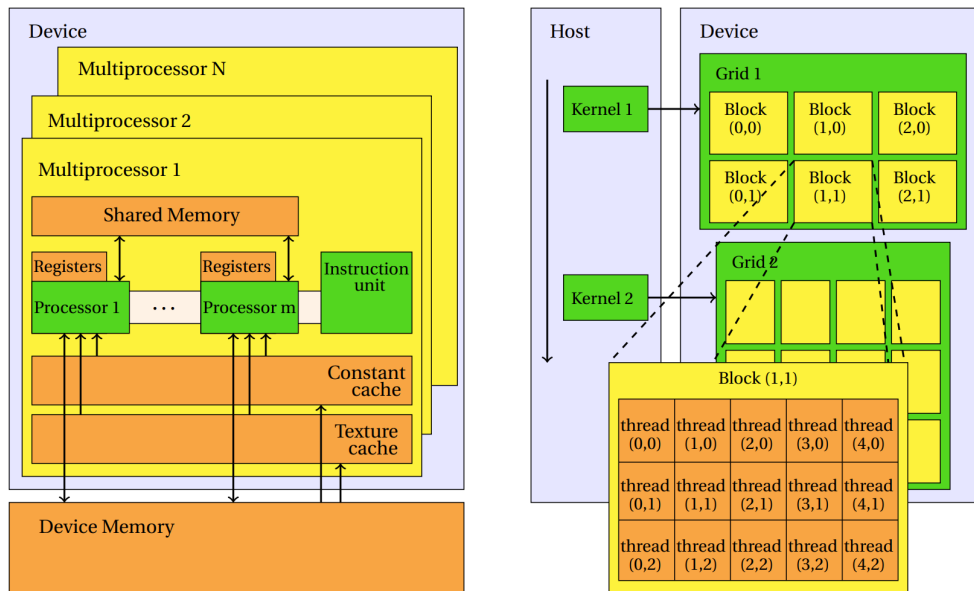 Device
Multiprocessor N
Multiprocessor 2
Multiprocessor 1
Shared Memory
Registers
Registers
Instruction
unit
Processor 1
...
Processor m
Constant
cache
Texture
cache
Device Memory
Host
Device
Kernel 1
Grid 1
Block
(0,0)
Block
(1,0)
Block
(2,0)
Block
(0,1)
Block
(1,1)
Block
(2,1)
Kernel 2
Grid 2
Block (1,1)
thread
(0,0)
thread
(1,0)
thread
(2,0)
thread
(3,0)
thread
(4,0)
thread
(0,1)
thread
(1,1)
thread
(2,1)
thread
(3,1)
thread
(4,1)
thread
(0,2)
thread
(1,2)
thread
(2,2)
thread
(3,2)
thread
(4,2)